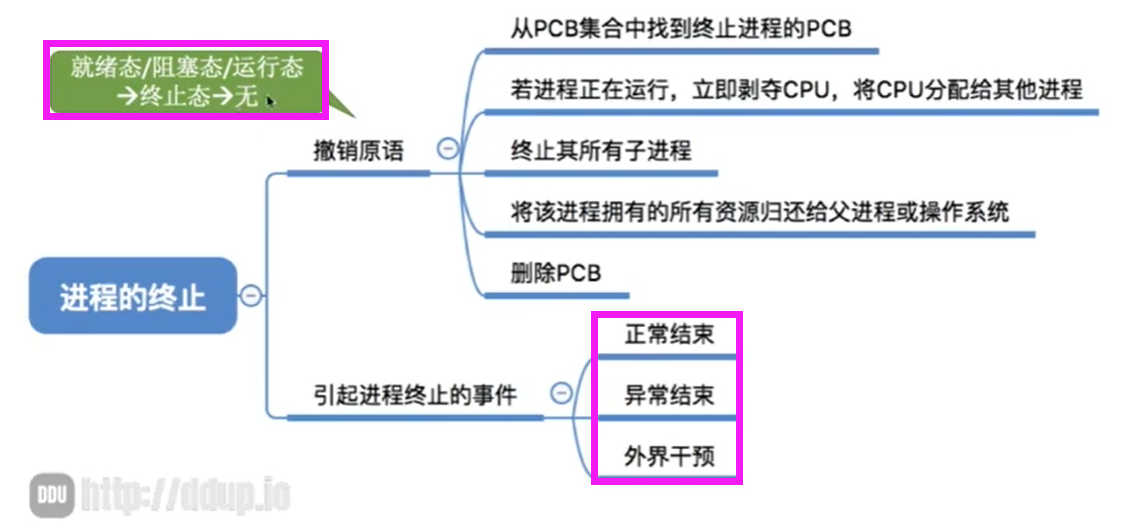 从PCB集合中找到终止进程的PCB
就绪态/阻塞态/运行态
→终止态→无
若进程正在运行，立即剥夺CPU，将CPU分配给其他进程
撤销原语
终止其所有子进程
将该进程拥有的所有资源归还给父进程或操作系统
删除PCB
进程的终止
正常结束
引起进程终止的事件
异常结束
外界干预
DDU http://ddup.io